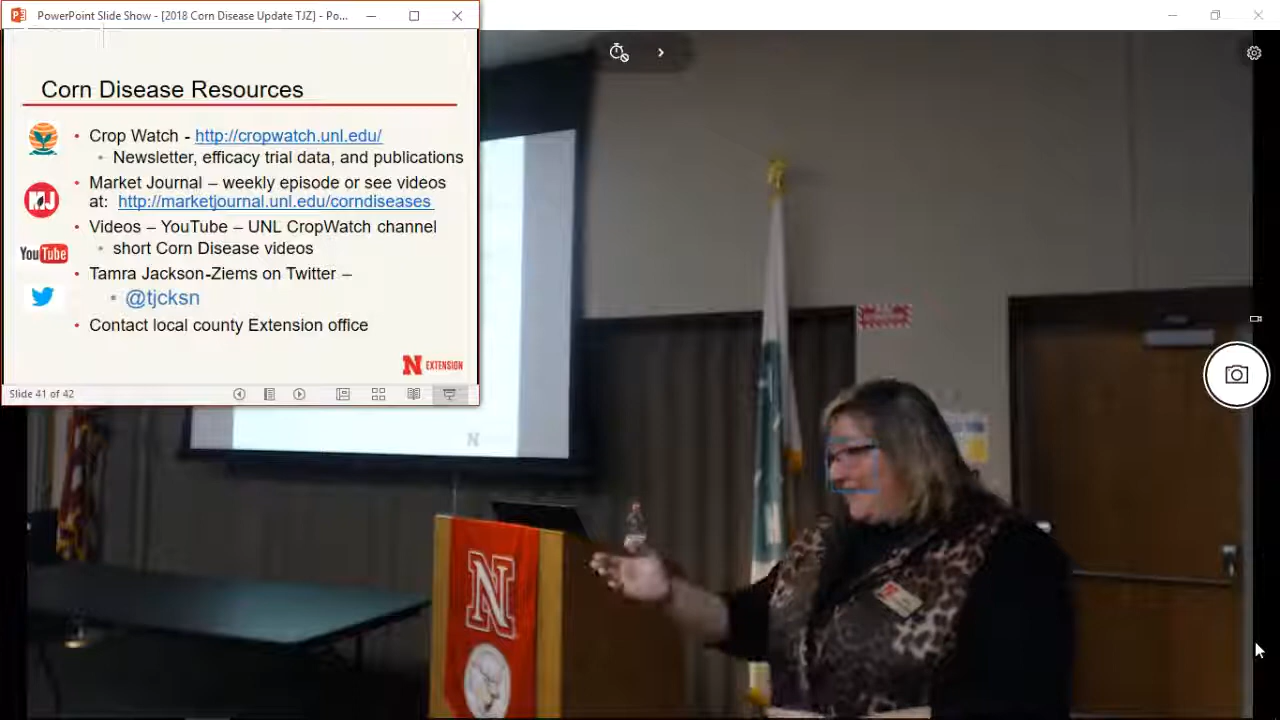 PowerPoint Slide Show - [2018 Corn Disease Update TJZ] - Po...
Corn Disease Resources
• Crop Watch - http://cropwatch.unl.edu/
• Newsletter, efficacy trial data, and publications
• Market Journal – weekly episode or see videos
at: http://marketjournal.unl.edu/corndiseases
• Videos – YouTube – UNL CropWatch channel
• short Corn Disease videos
• Tamra Jackson-Ziems on Twitter –
• @tjcksn
• Contact local county Extension office
MJ
YouTube
N EXTENSION
Slide 41 of 42
N
N